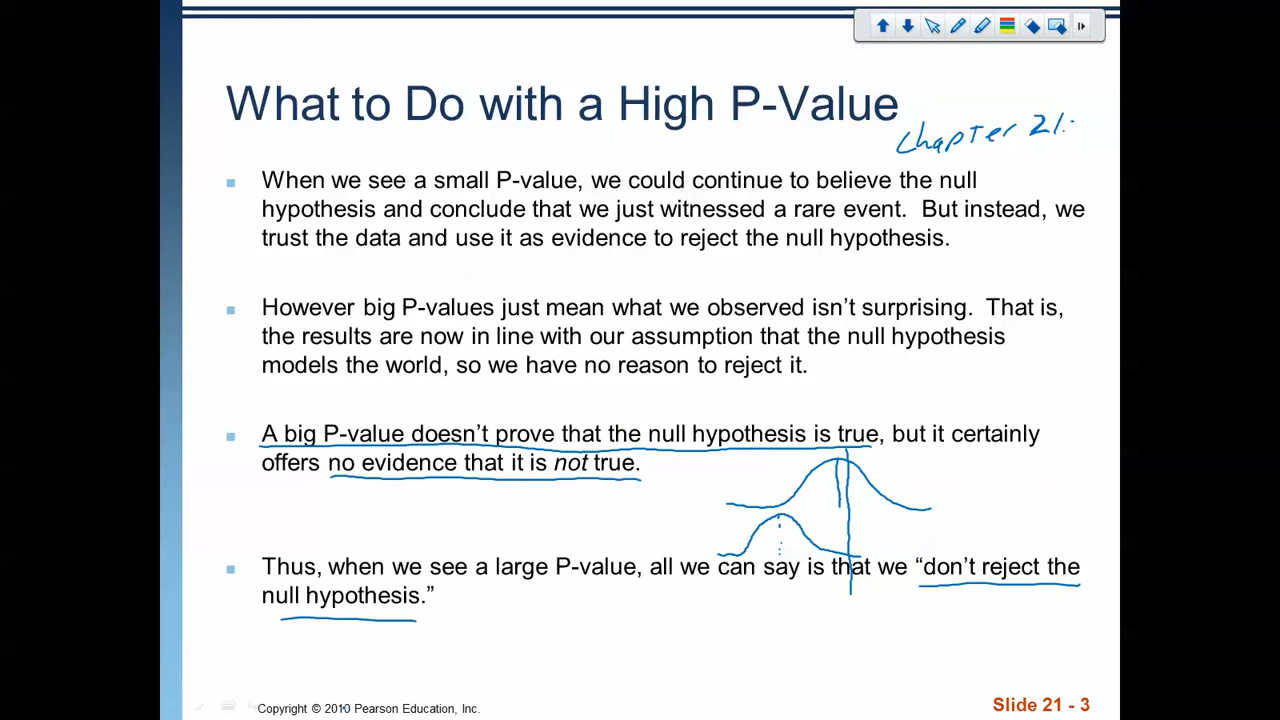 What to Do with a High P-Value
Chapter 21:
When we see a small P-value, we could continue to believe the null
hypothesis and conclude that we just witnessed a rare event. But instead, we
trust the data and use it as evidence to reject the null hypothesis.
However big P-values just mean what we observed isn’t surprising. That is,
the results are now in line with our assumption that the null hypothesis
models the world, so we have no reason to reject it.
A big P-value doesn’t prove that the null hypothesis is true, but it certainly
offers no evidence that it is not true.
Thus, when we see a large P-value, all we can say is that we “don’t reject the
null hypothesis.”
Copyright © 2010 Pearson Education, Inc.
Slide 21 - 3